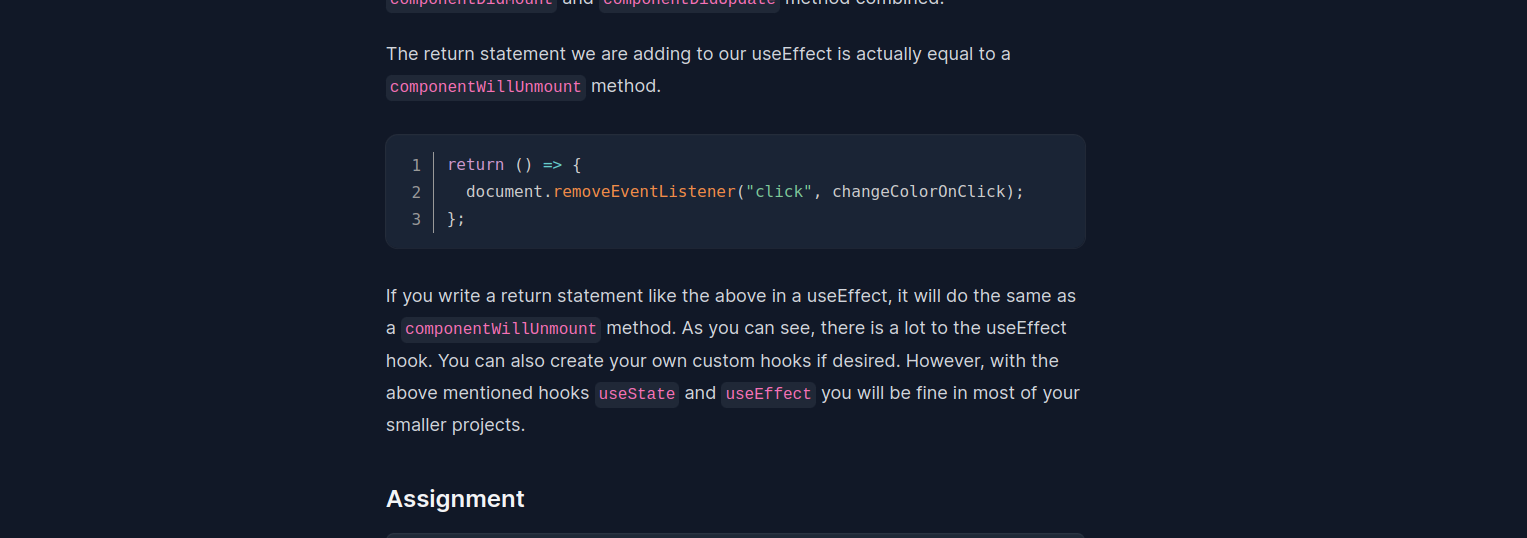 componentDidMount and componentDidUpdate method combined.
The return statement we are adding to our useEffect is actually equal to a
componentWillUnmount method.
1 return () => {
2 document.removeEventListener("click", changeColorOnClick);
3 };
If you write a return statement like the above in a useEffect, it will do the same as
a componentWillUnmount method. As you can see, there is a lot to the useEffect
hook. You can also create your own custom hooks if desired. However, with the
above mentioned hooks useState and useEffect you will be fine in most of your
smaller projects.
Assignment